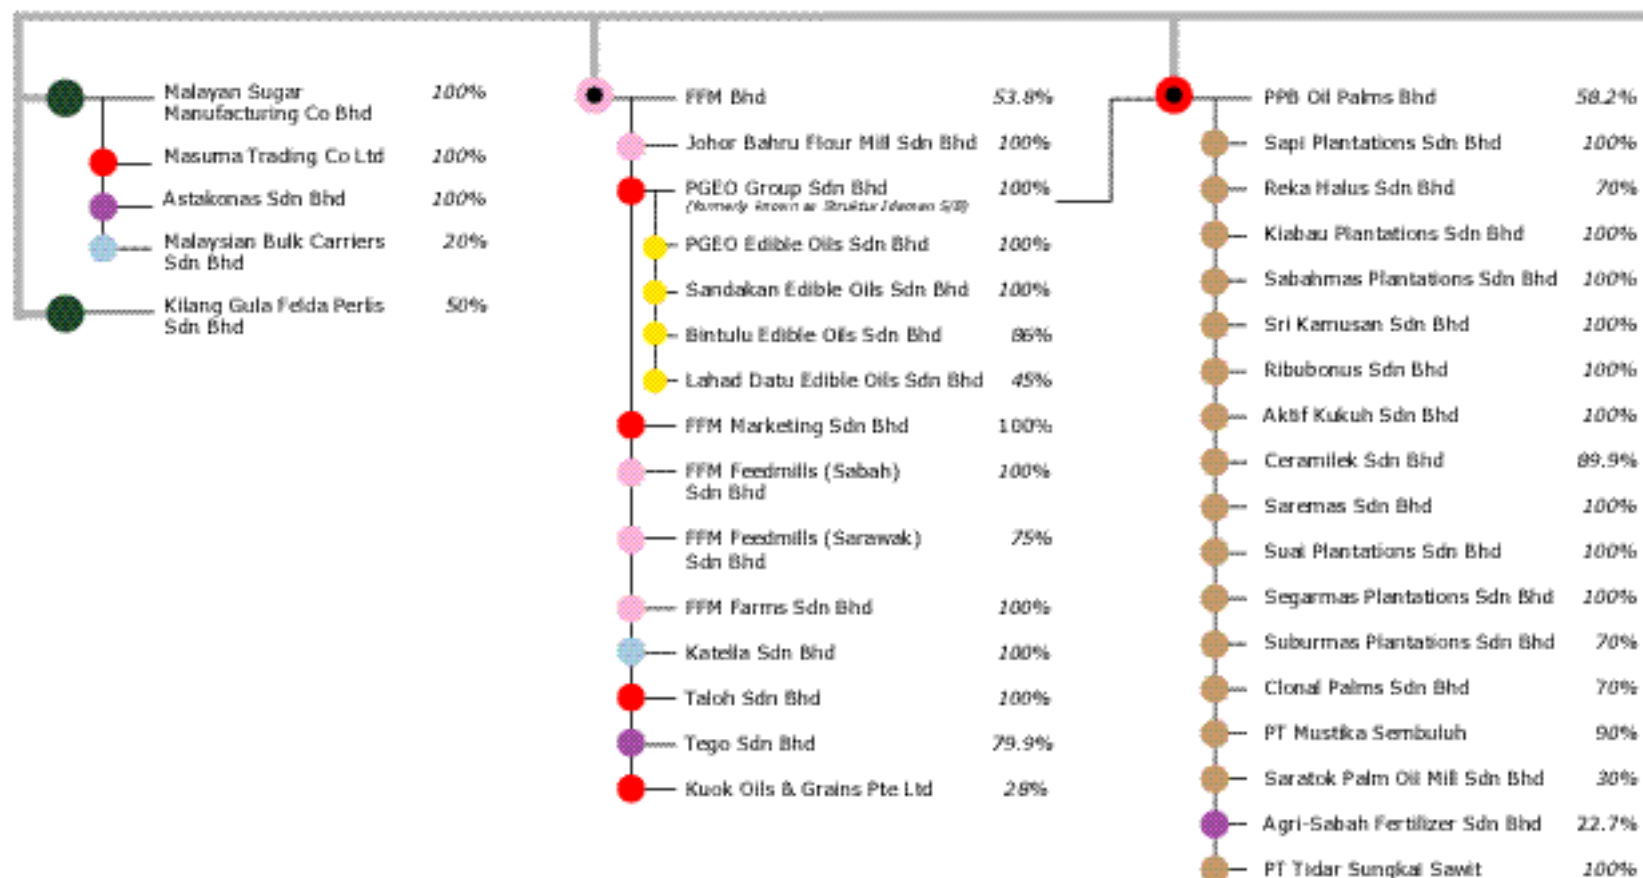 Malayan Sugar 100%
Manufacturing Co Bhd
Masuma Trading Co Ltd 100%
Astakonas Sdn Bhd 100%
Malaysian Bulk Carriers 20%
Sdn Bhd
Kilang Gula Felda Perlis 50%
Sdn Bhd
FFM Bhd 53.8%
Johor Bahru Flour Mill Sdn Bhd 100%
PGEO Group Sdn Bhd 100%
(formerly known as Struktur Idaman S/B)
PGEO Edible Oils Sdn Bhd 100%
Sandakan Edible Oils Sdn Bhd 100%
Bintulu Edible Oils Sdn Bhd 86%
Lahad Datu Edible Oils Sdn Bhd 45%
FFM Marketing Sdn Bhd 100%
FFM Feedmills (Sabah) 100%
Sdn Bhd
FFM Feedmills (Sarawak) 75%
Sdn Bhd
FFM Farms Sdn Bhd 100%
Katella Sdn Bhd 100%
Taloh Sdn Bhd 100%
Tego Sdn Bhd 79.9%
Kuok Oils & Grains Pte Ltd 28%
PPB Oil Palms Bhd 58.2%
Sapi Plantations Sdn Bhd 100%
Reka Halus Sdn Bhd 70%
Kiabau Plantations Sdn Bhd 100%
Sabahmas Plantations Sdn Bhd 100%
Sri Kamusan Sdn Bhd 100%
Ribubonus Sdn Bhd 100%
Aktif Kukuh Sdn Bhd 100%
Ceramilek Sdn Bhd 89.9%
Saremas Sdn Bhd 100%
Suai Plantations Sdn Bhd 100%
Segarmas Plantations Sdn Bhd 100%
Suburmas Plantations Sdn Bhd 70%
Clonal Palms Sdn Bhd 70%
PT Mustika Sembuluh 90%
Saratok Palm Oil Mill Sdn Bhd 30%
Agri-Sabah Fertilizer Sdn Bhd 22.7%
PT Tidar Sungkai Sawit 100%